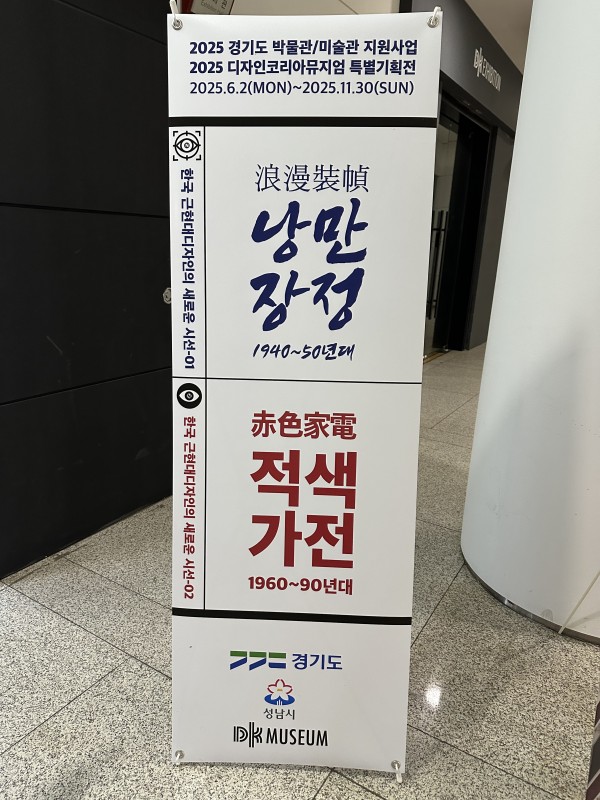 2025 경기도 박물관/미술관 지원사업
2025 디자인코리아뮤지엄 특별기획전
2025.6.2(MON)~2025.11.30(SUN)
한국 근현대디자인의 새로운 시선-01
浪漫裝幀
낭만
장정
1940~50년대
한국 근현대디자인의 새로운 시선-02
赤色家電
적색
가전
1960~90년대
경기도
성남시
DK MUSEUM
DK EXHIBITION